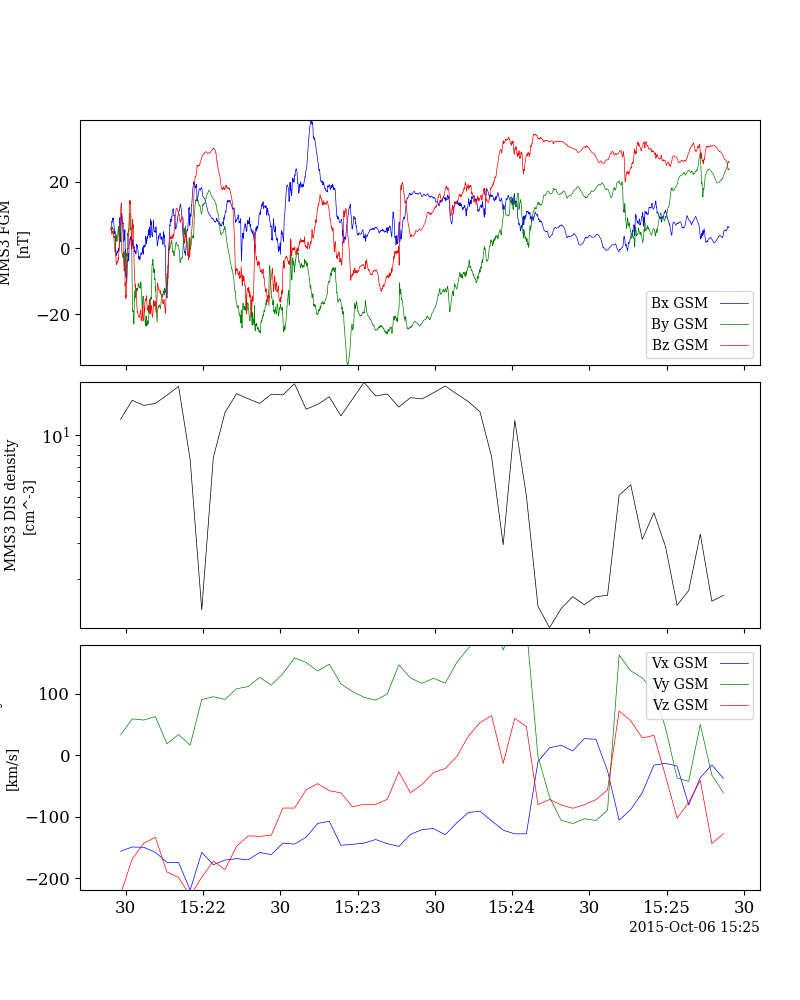 MMS3 FGM
[nT]
20
0
−20
Bx GSM
By GSM
Bz GSM
MMS3 DIS density
[cm^-3]
10^1
Vx GSM
Vy GSM
Vz GSM
[km/s]
100
0
−100
−200
30 15:22 30 15:23 30 15:24 30 15:25 30
2015-Oct-06 15:25